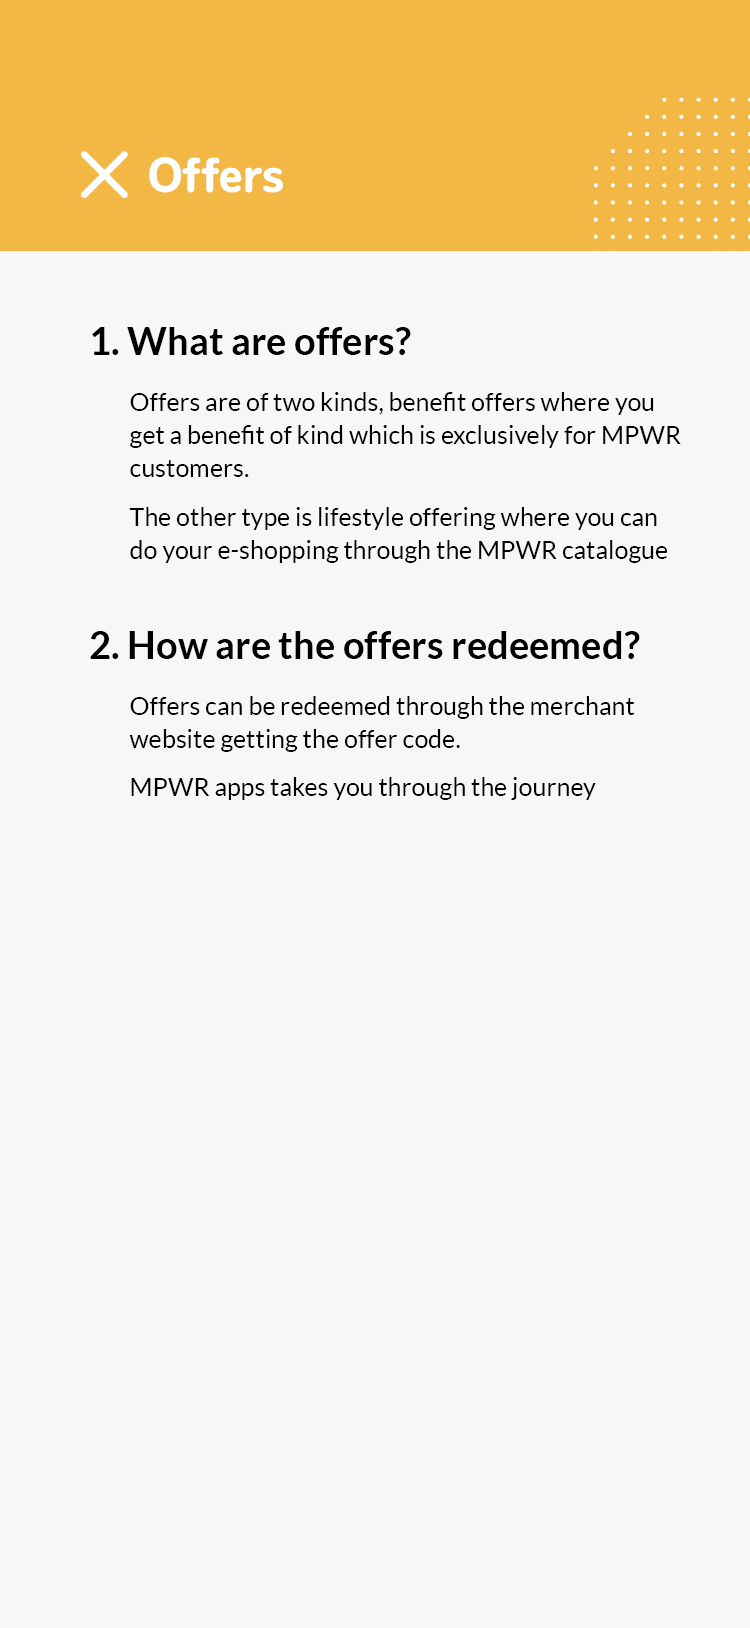 Offers
1. What are offers?
Offers are of two kinds, benefit offers where you
get a benefit of kind which is exclusively for MPWR
customers.
The other type is lifestyle offering where you can
do your e-shopping through the MPWR catalogue
2. How are the offers redeemed?
Offers can be redeemed through the merchant
website getting the offer code.
MPWR apps takes you through the journey